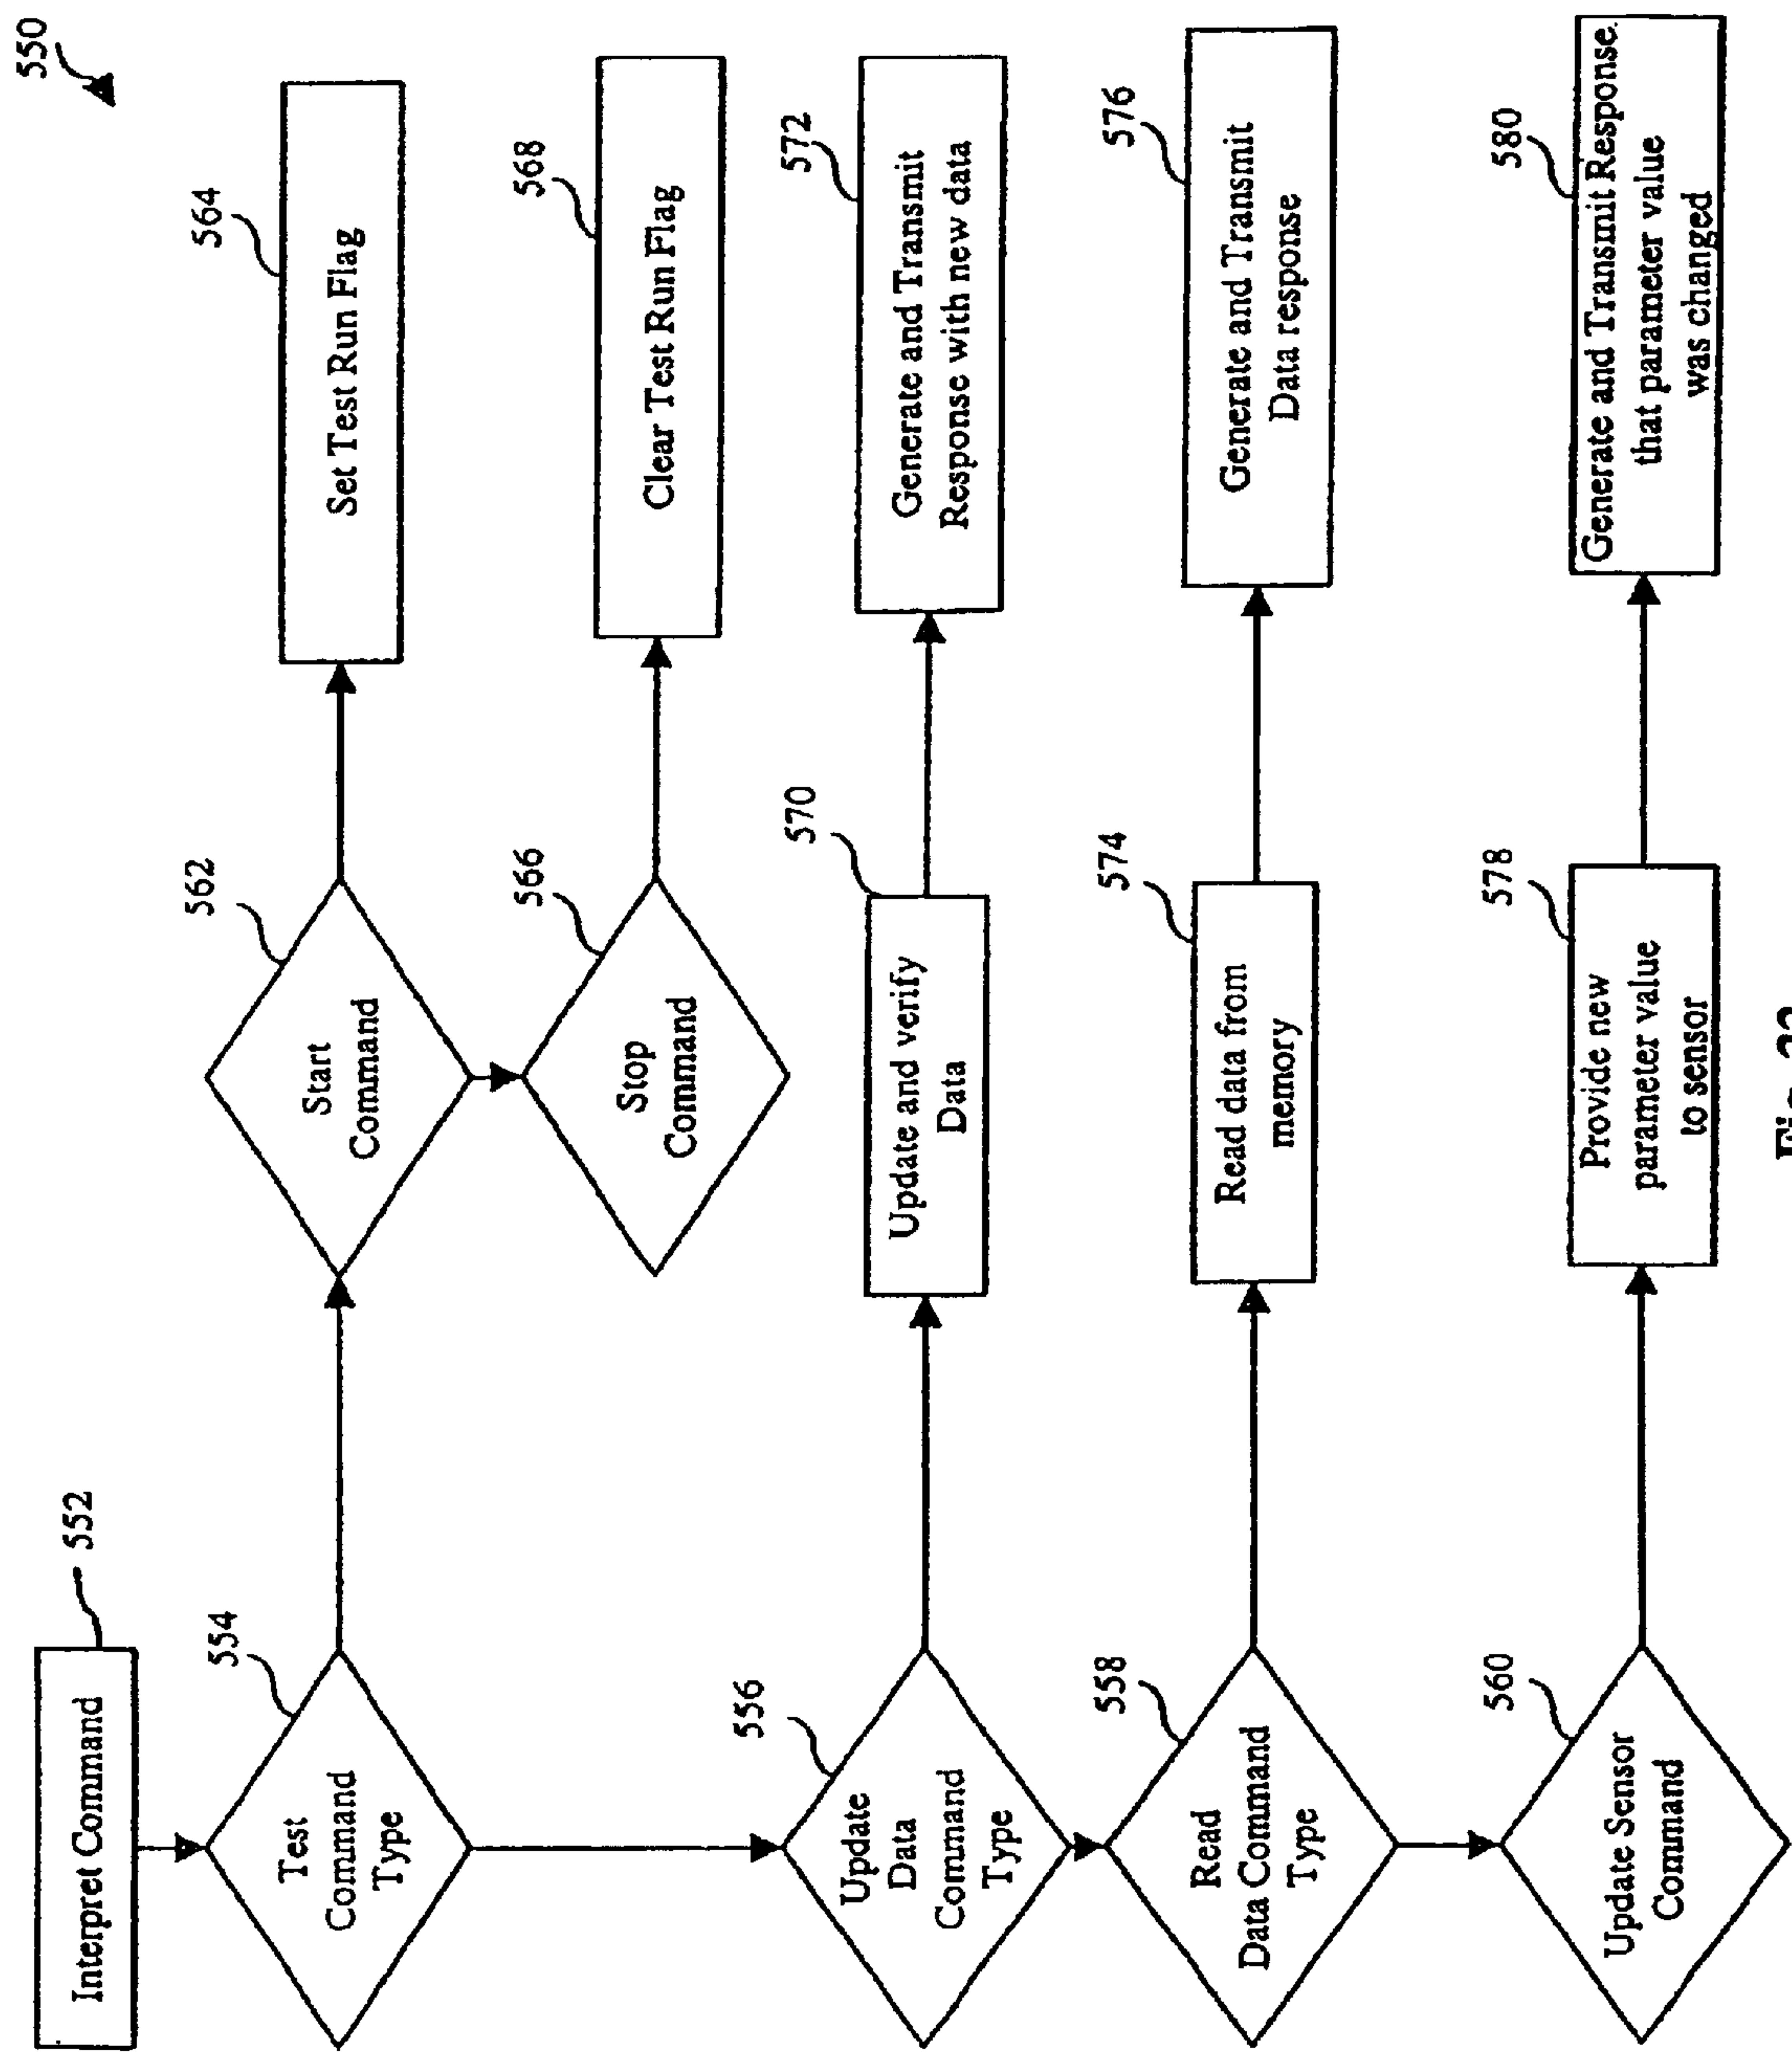 550
Interpret Command
552
554
Test
Command
Type
562
Start
Command
564
Set Test Run Flag
566
Stop
Command
568
Clear Test Run Flag
556
Update
Data
Command
Type
570
Update and verify
Data
572
Generate and Transmit
Response with new data
558
Read
Data Command
Type
574
Read data from
memory
576
Generate and Transmit
Data response
560
Update Sensor
Command
578
Provide new
parameter value
to sensor
580
Generate and Transmit Response
that parameter value
was changed